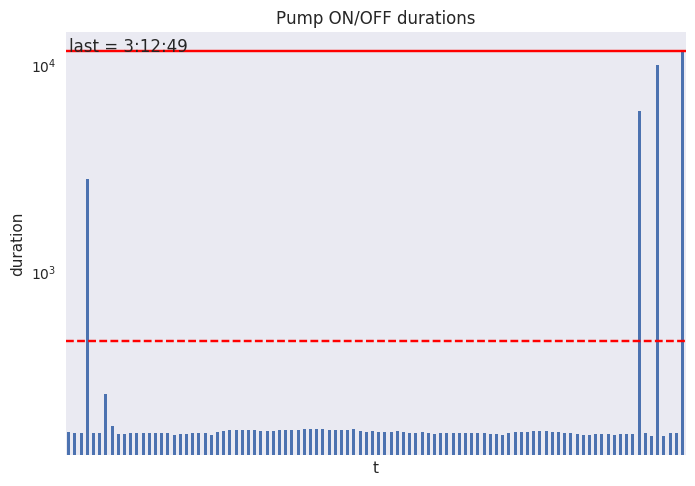 Pump ON/OFF durations
last = 3:12:49
10⁴
duration
10³
t